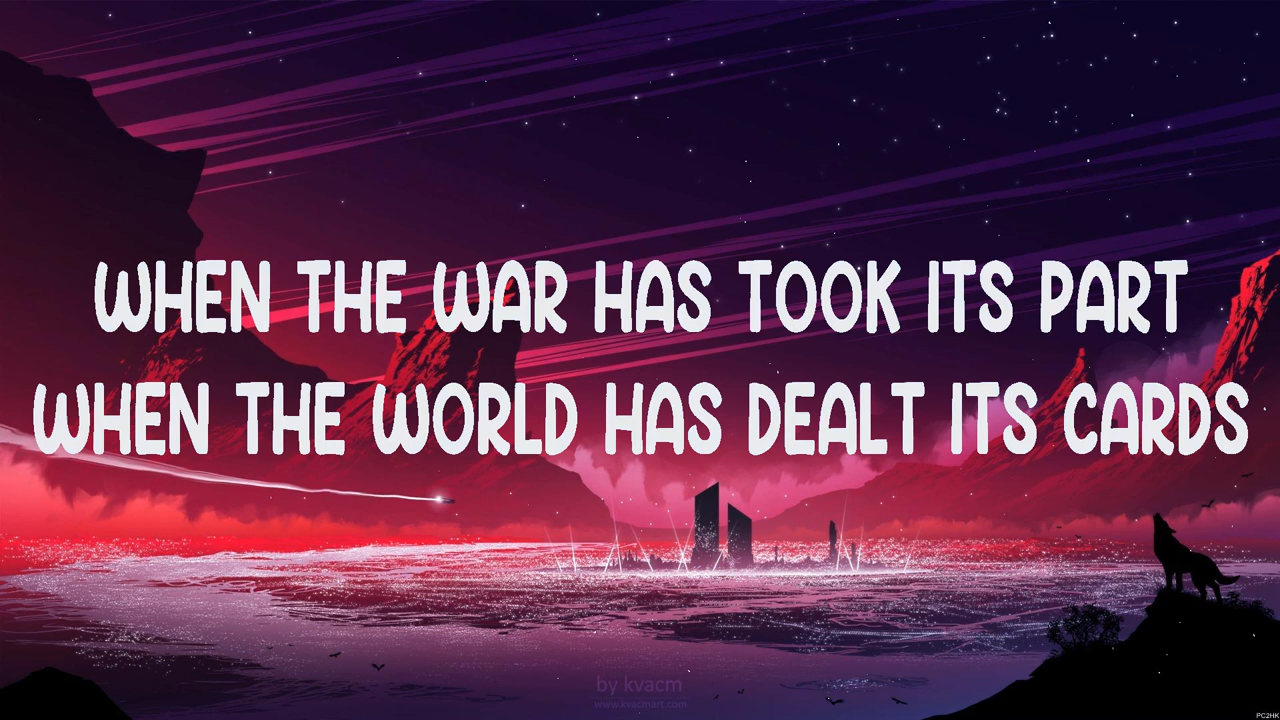 WHEN THE WAR HAS TOOK ITS PART
WHEN THE WORLD HAS DEALT ITS CARDS
by kvacm
www.kvacmart.com
PC2HK